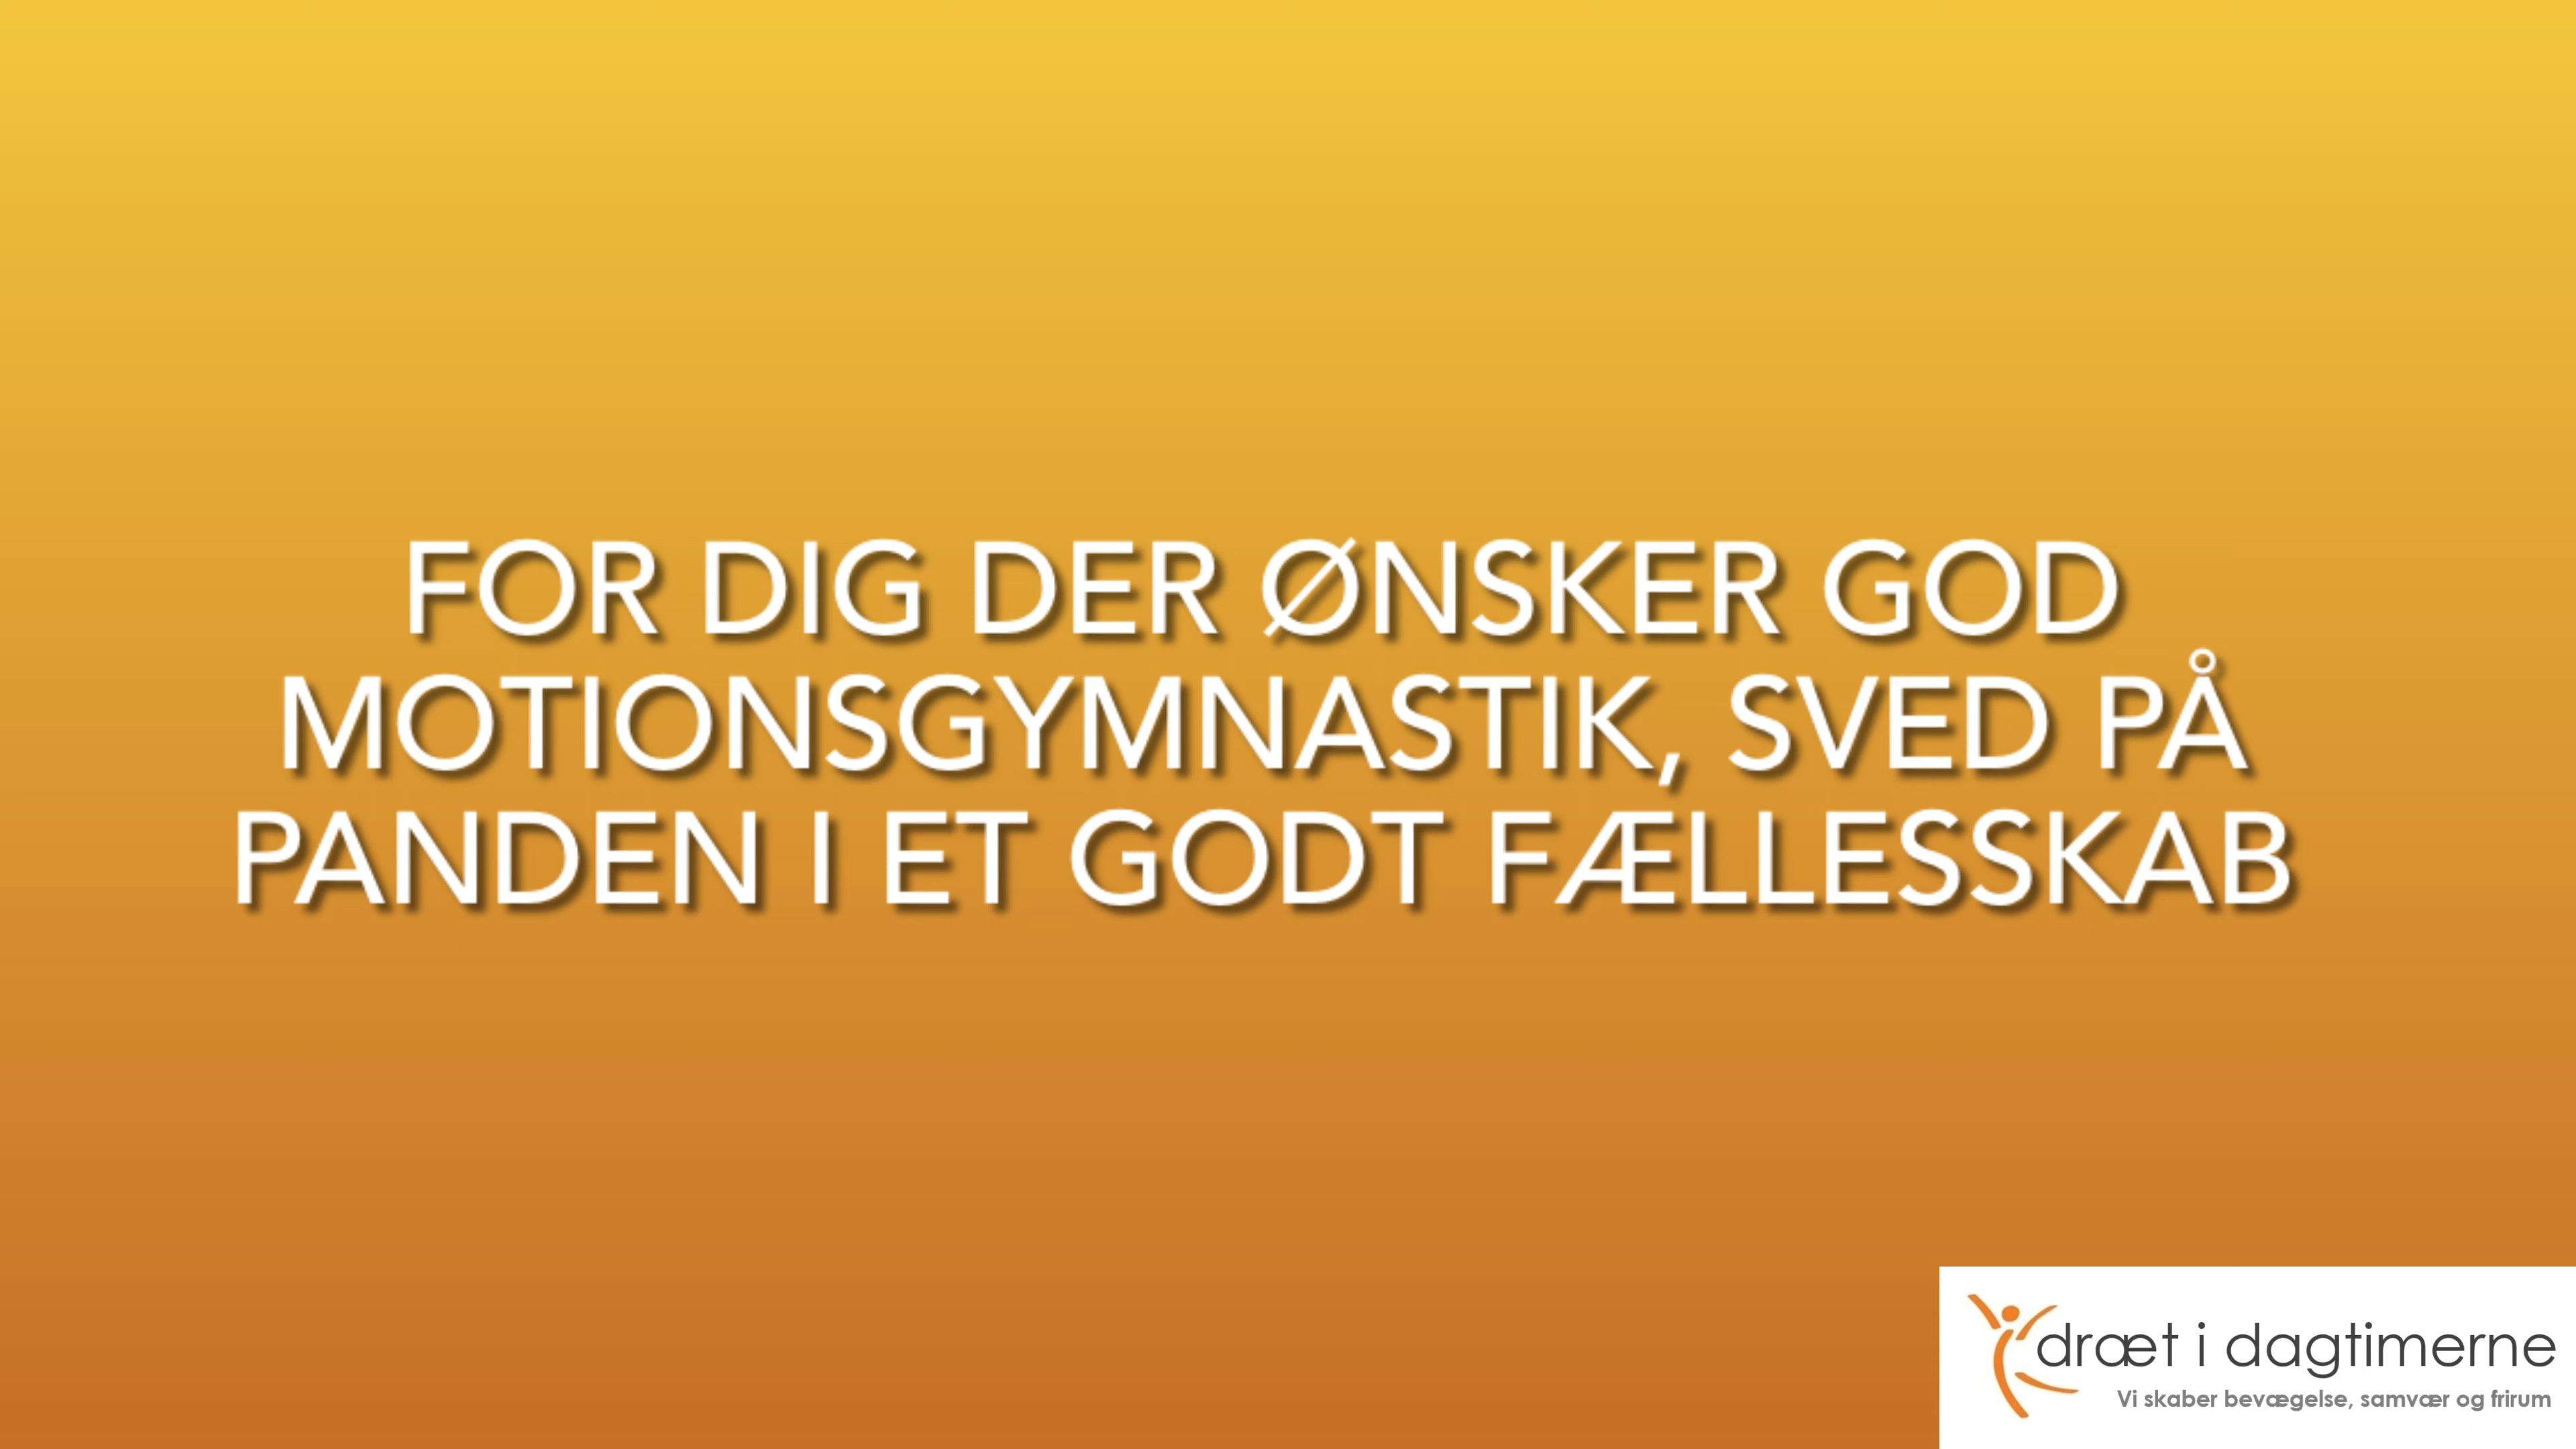 FOR DIG DER ØNSKER GOD
MOTIONSGYMNASTIK, SVED PÅ
PANDEN I ET GODT FÆLLESSKAB
idræt i dagtimerne
Vi skaber bevægelse, samvær og frirum